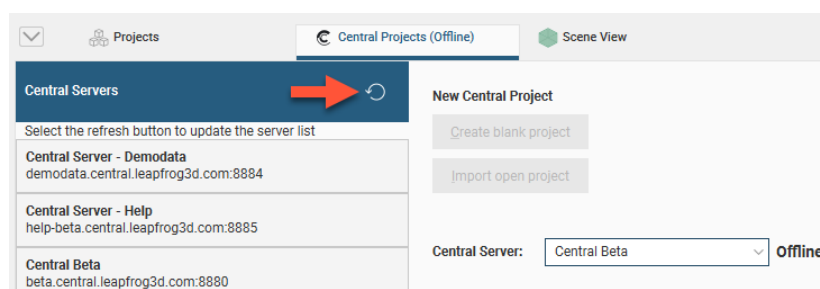 Projects
Central Projects (Offline)
Scene View
Central Servers
Select the refresh button to update the server list
Central Server - Demodata
demodata.central.leapfrog3d.com:8884
Central Server - Help
help-beta.central.leapfrog3d.com:8885
Central Beta
beta.central.leapfrog3d.com:8880
New Central Project
Create blank project
Import open project
Central Server:
Central Beta
Offline